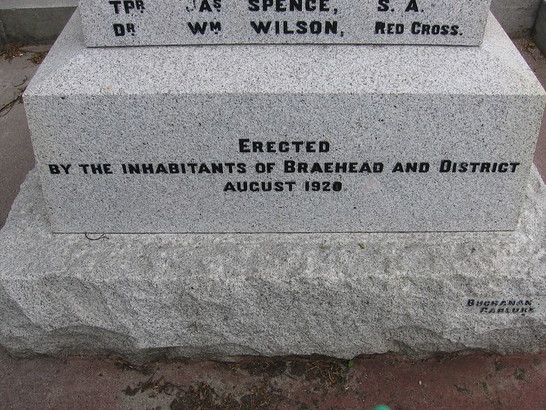 TPR JAS SPENCE, S. A.
DR WM WILSON, RED CROSS.
ERECTED
BY THE INHABITANTS OF BRAEHEAD AND DISTRICT
AUGUST 1920.
BUCHANAN
CARLUKE